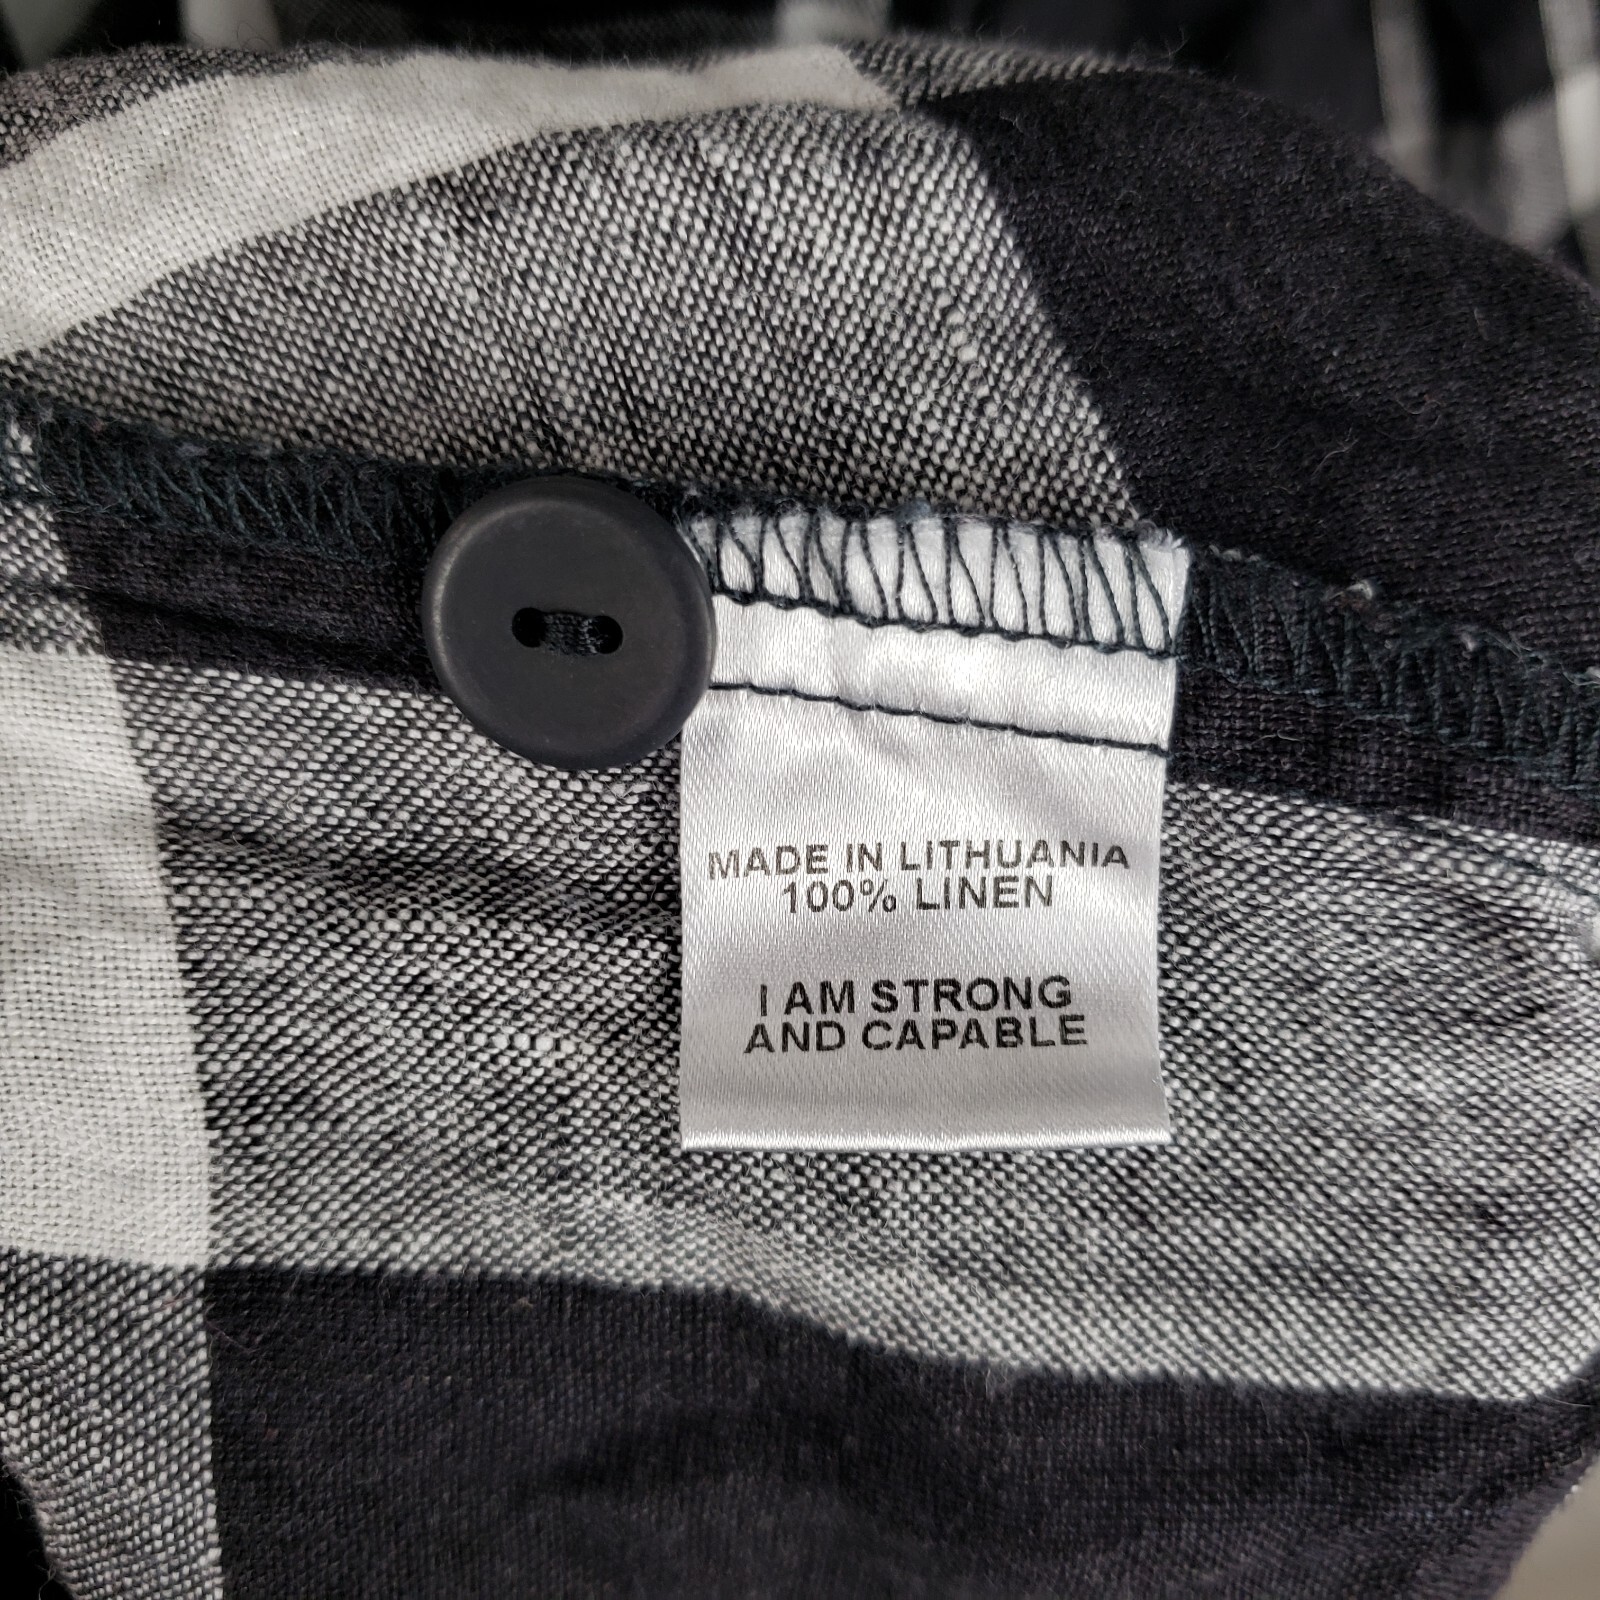 MADE IN LITHUANIA
100% LINEN
I AM STRONG
AND CAPABLE